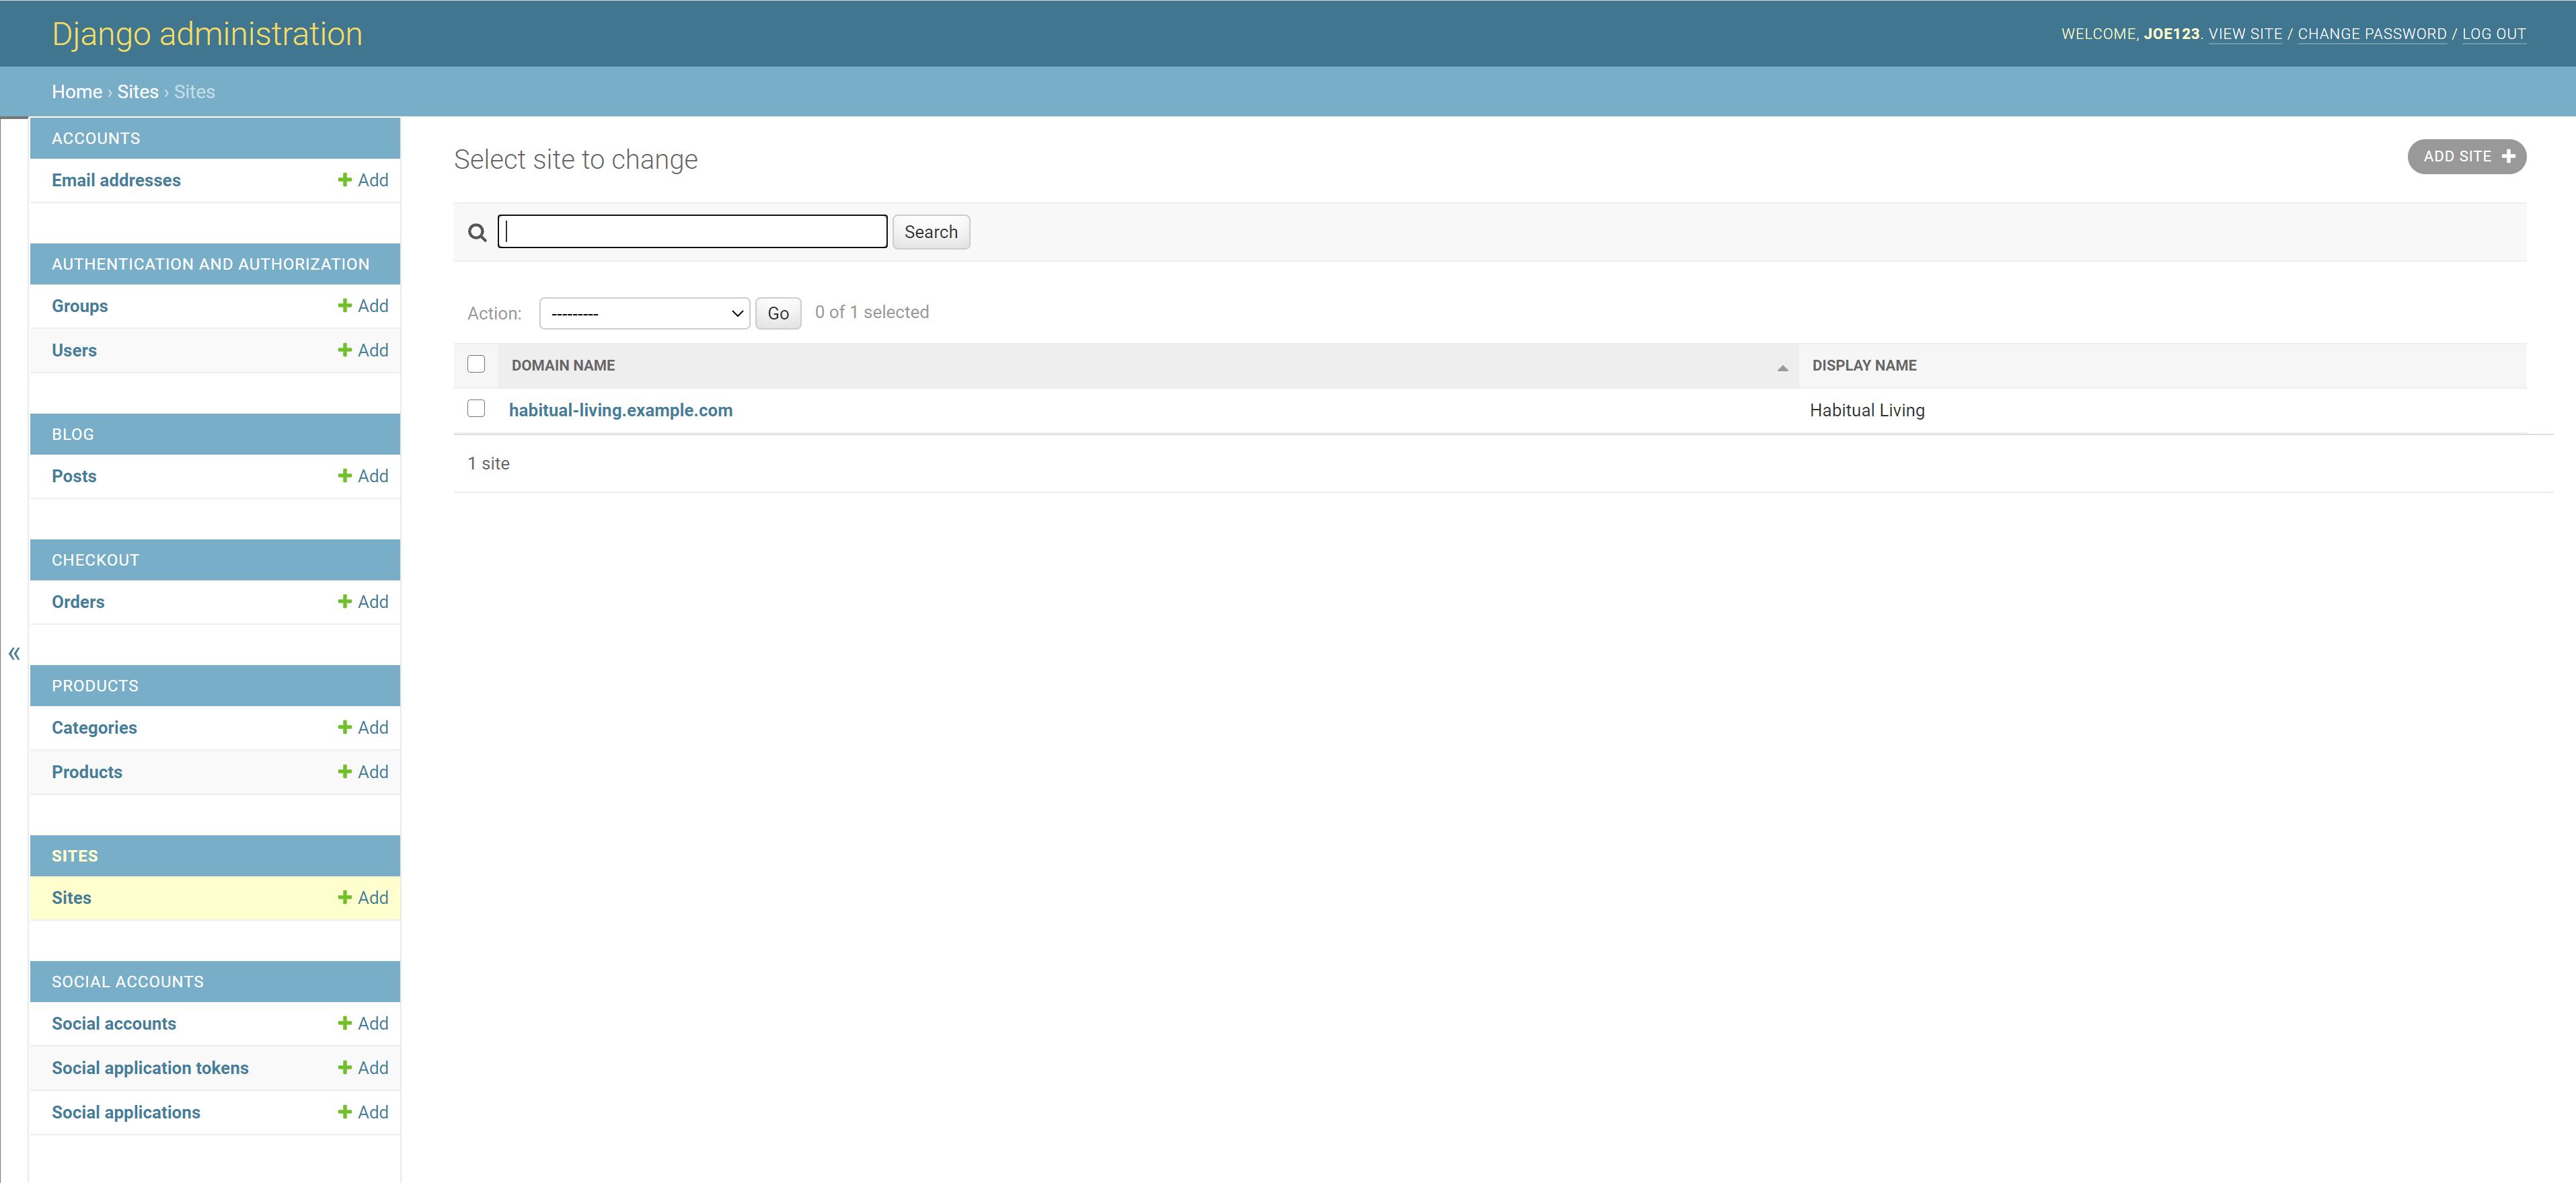 Django administration
WELCOME, JOE123. VIEW SITE / CHANGE PASSWORD / LOG OUT
Home › Sites › Sites
ACCOUNTS
Email addresses Add
AUTHENTICATION AND AUTHORIZATION
Groups Add
Users Add
BLOG
Posts Add
CHECKOUT
Orders Add
«
PRODUCTS
Categories Add
Products Add
SITES
Sites Add
SOCIAL ACCOUNTS
Social accounts Add
Social application tokens Add
Social applications Add
Select site to change
ADD SITE
Search
Action: --------- Go 0 of 1 selected
DOMAIN NAME DISPLAY NAME
habitual-living.example.com Habitual Living
1 site